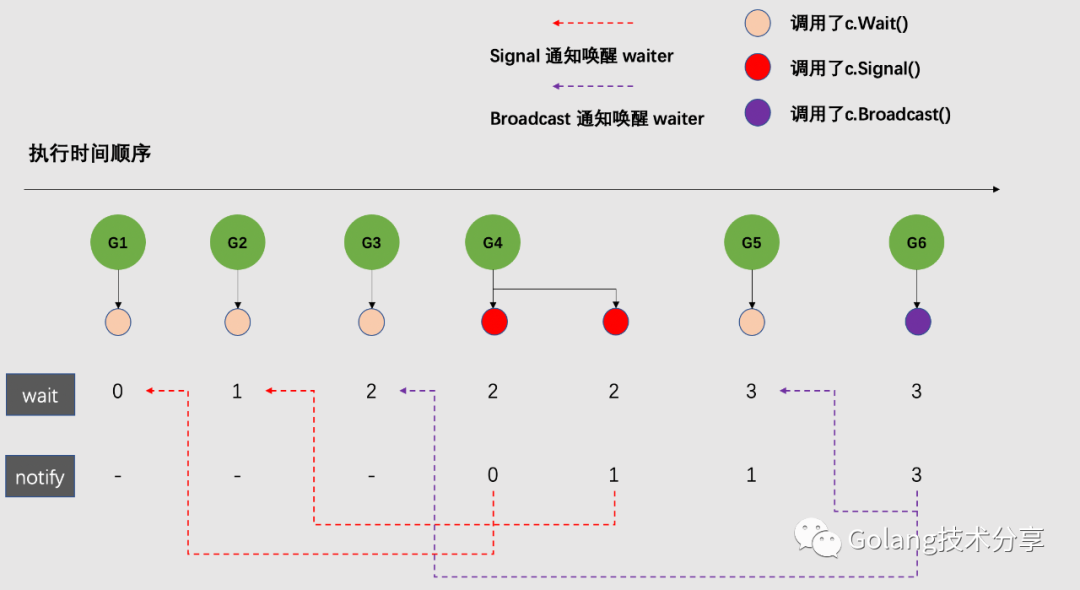 Signal 通知唤醒 waiter
Broadcast 通知唤醒 waiter
调用了c.Wait()
调用了c.Signal()
调用了c.Broadcast()
执行时间顺序
G1 G2 G3 G4 G5 G6
wait 0 1 2 2 2 3 3
notify - - - 0 1 1 3
Golang技术分享